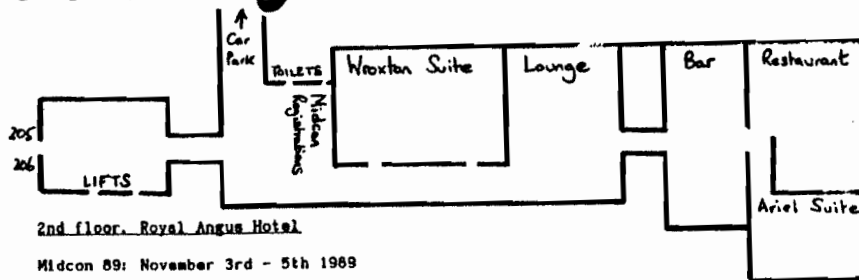 Car
Park
TOILETS
Midcon
Registrations
Wroxton Suite
Lounge
Bar
Restaurant
205
206
LIFTS
Ariel Suite
2nd floor. Royal Angus Hotel
Midcon 89: November 3rd - 5th 1989